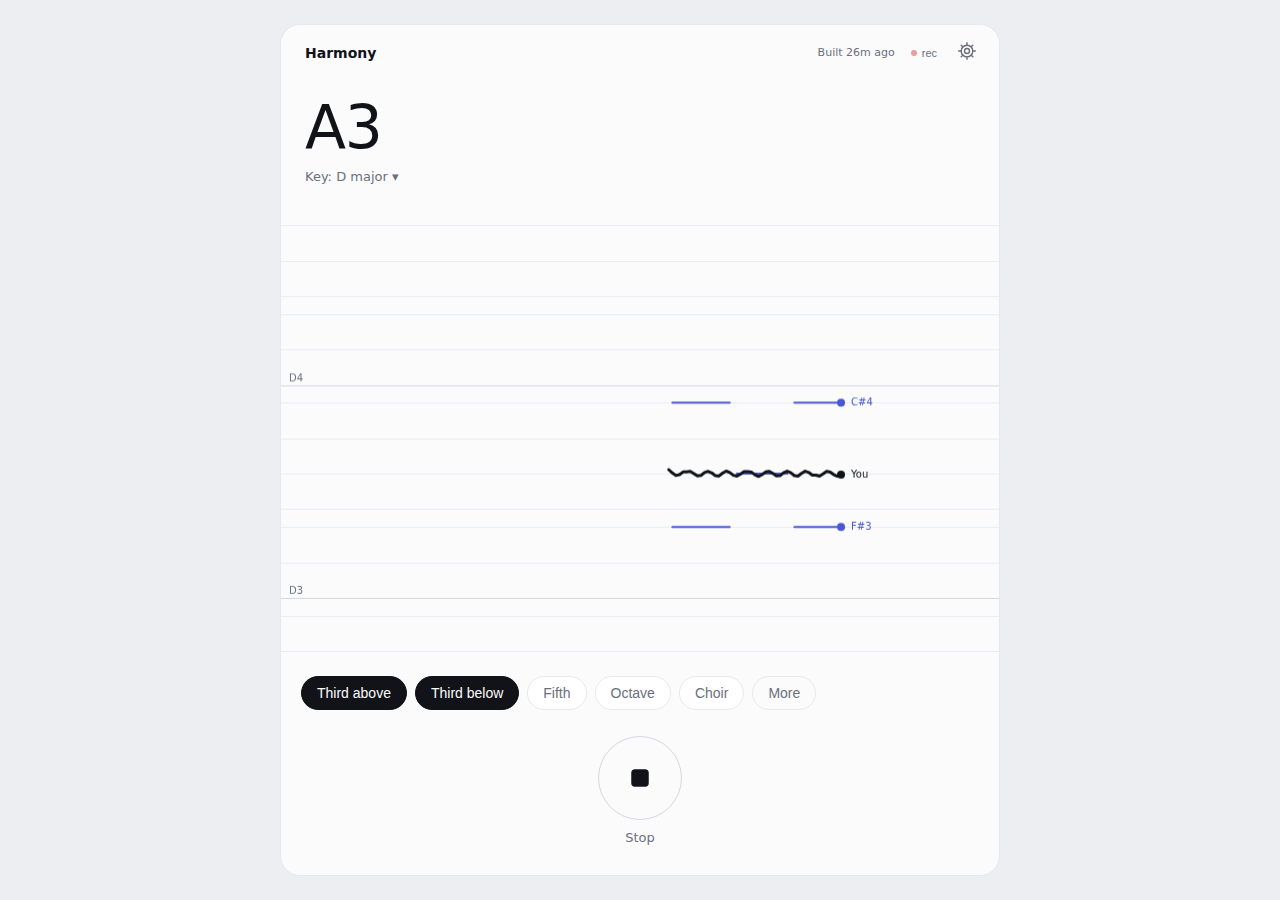 Harmony
Built 26m ago
rec
A3
Key: D major ▾
D4
C#4
You
F#3
D3
Third above
Third below
Fifth
Octave
Choir
More
Stop